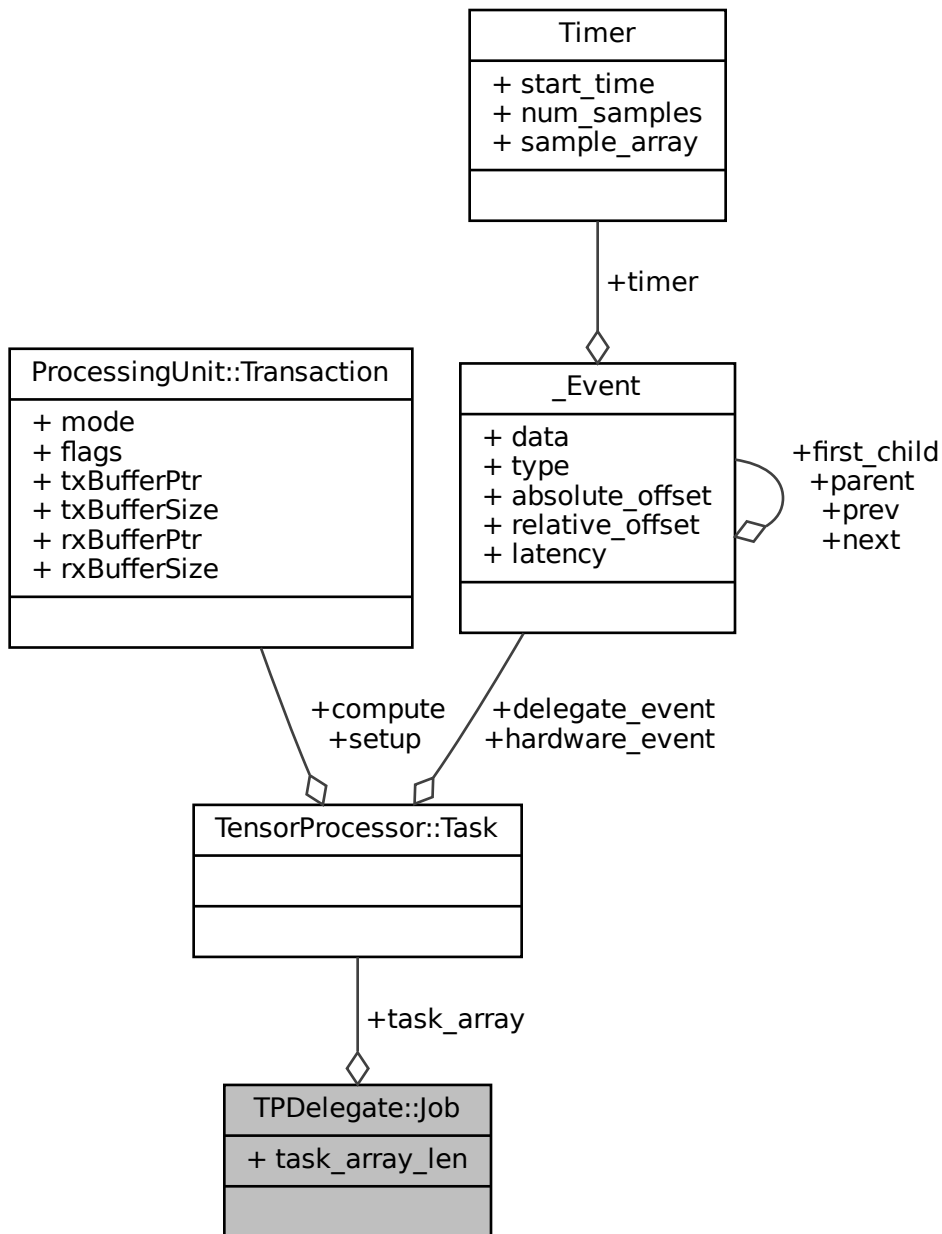 Timer
+ start_time
+ num_samples
+ sample_array
+timer
ProcessingUnit::Transaction
+ mode
+ flags
+ txBufferPtr
+ txBufferSize
+ rxBufferPtr
+ rxBufferSize
_Event
+ data
+ type
+ absolute_offset
+ relative_offset
+ latency
+first_child
+parent
+prev
+next
+compute
+setup
+delegate_event
+hardware_event
TensorProcessor::Task
+task_array
TPDelegate::Job
+ task_array_len